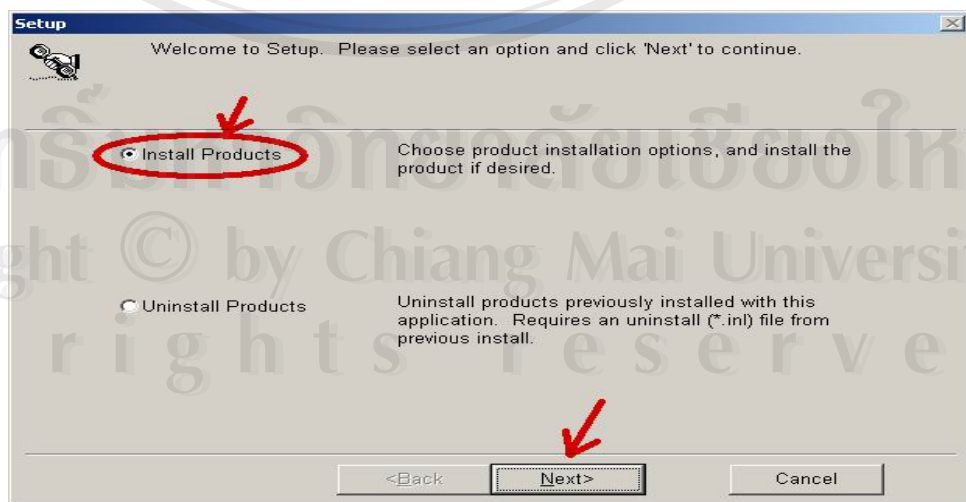 Setup
Welcome to Setup. Please select an option and click 'Next' to continue.
Install Products
Choose product installation options, and install the
product if desired.
by Chiang Mai
Uninstall Products
Uninstall products previously installed with this
application. Requires an uninstall (*.inl) file from
previous install.
rights reserve
<Back
Next>
Cancel